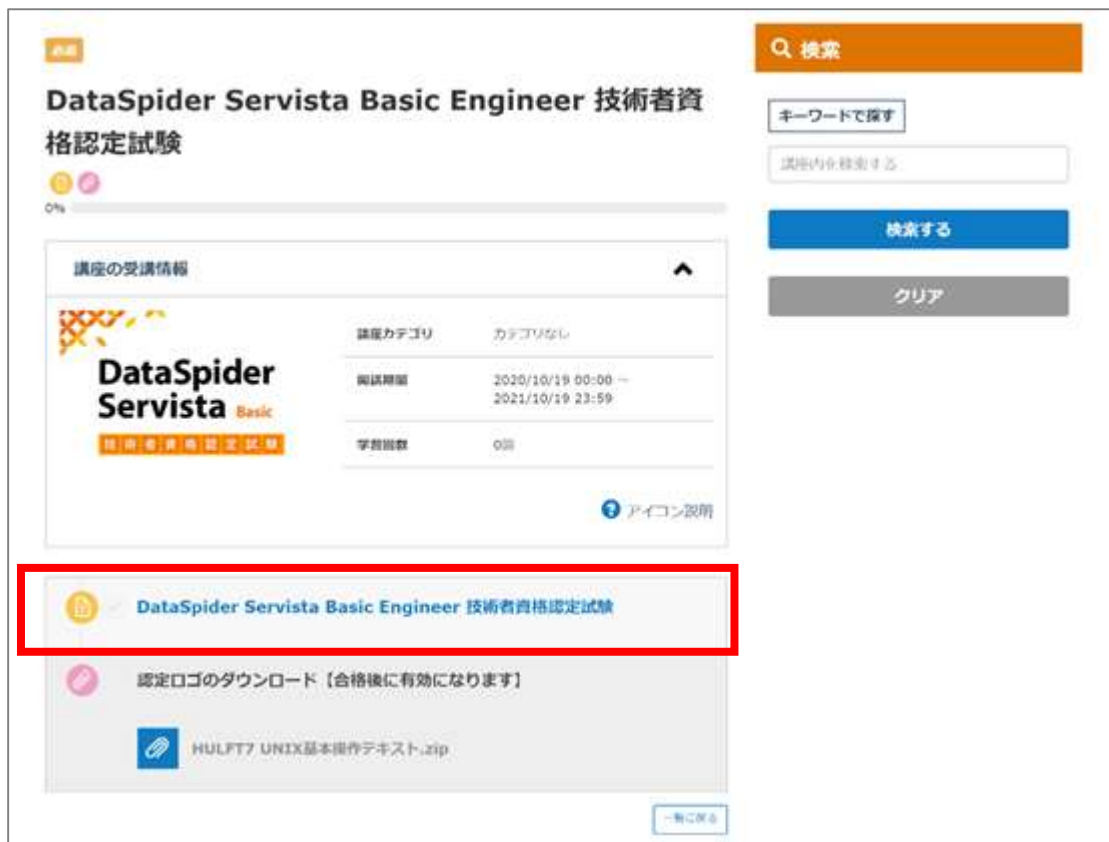 必須
DataSpider Servista Basic Engineer 技術者資
格認定試験
0%
講座の受講情報
DataSpider
Servista Basic
技術者資格認定試験
講座カテゴリ カテゴリなし
開講期間 2020/10/19 00:00 ～
2021/10/19 23:59
学習回数 0回
アイコン説明
DataSpider Servista Basic Engineer 技術者資格認定試験
認定ロゴのダウンロード【合格後に有効になります】
HULFT7 UNIX基本操作テキスト.zip
一覧に戻る
検索
キーワードで探す
講座内を検索する
検索する
クリア